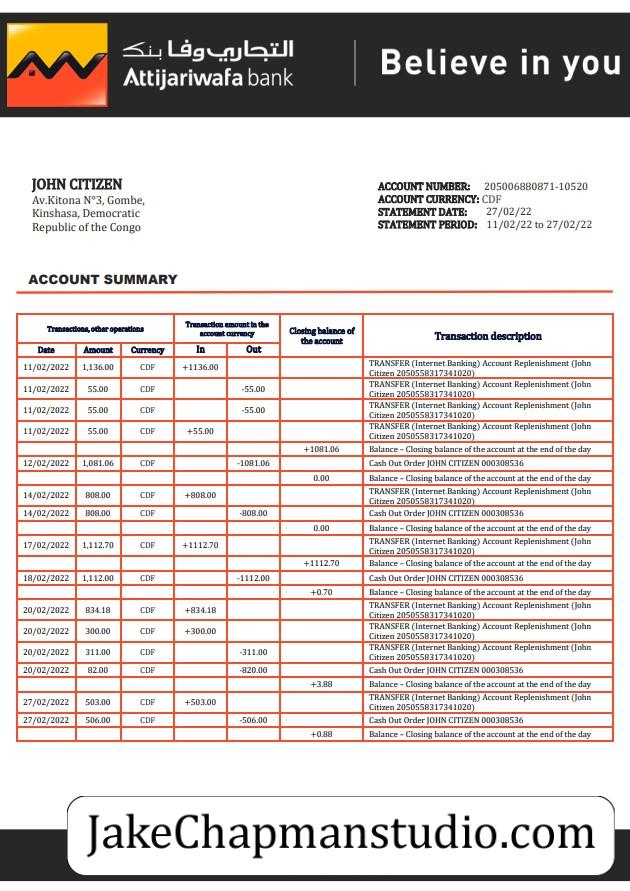 التجاري وفا بنك
Attijariwafa bank
Believe in you
JOHN CITIZEN
Av.Kitona N°3, Gombe,
Kinshasa, Democratic
Republic of the Congo
ACCOUNT NUMBER: 205006880871-10520
ACCOUNT CURRENCY: CDF
STATEMENT DATE: 27/02/22
STATEMENT PERIOD: 11/02/22 to 27/02/22
ACCOUNT SUMMARY
Transactions, other operations
Transaction amount in the
account currency
Closing balance of
the account
Transaction description
Date Amount Currency In Out
11/02/2022 1,136.00 CDF +1136.00 TRANSFER (Internet Banking) Account Replenishment (John
Citizen 2050558317341020)
11/02/2022 55.00 CDF -55.00 TRANSFER (Internet Banking) Account Replenishment (John
Citizen 2050558317341020)
11/02/2022 55.00 CDF -55.00 TRANSFER (Internet Banking) Account Replenishment (John
Citizen 2050558317341020)
11/02/2022 55.00 CDF +55.00 TRANSFER (Internet Banking) Account Replenishment (John
Citizen 2050558317341020)
+1081.06 Balance – Closing balance of the account at the end of the day
12/02/2022 1,081.06 CDF -1081.06 Cash Out Order JOHN CITIZEN 000308536
0.00 Balance – Closing balance of the account at the end of the day
14/02/2022 808.00 CDF +808.00 TRANSFER (Internet Banking) Account Replenishment (John
Citizen 2050558317341020)
14/02/2022 808.00 CDF -808.00 Cash Out Order JOHN CITIZEN 000308536
0.00 Balance – Closing balance of the account at the end of the day
17/02/2022 1,112.70 CDF +1112.70 TRANSFER (Internet Banking) Account Replenishment (John
Citizen 2050558317341020)
+1112.70 Balance – Closing balance of the account at the end of the day
18/02/2022 1,112.00 CDF -1112.00 Cash Out Order JOHN CITIZEN 000308536
+0.70 Balance – Closing balance of the account at the end of the day
20/02/2022 834.18 CDF +834.18 TRANSFER (Internet Banking) Account Replenishment (John
Citizen 2050558317341020)
20/02/2022 300.00 CDF +300.00 TRANSFER (Internet Banking) Account Replenishment (John
Citizen 2050558317341020)
20/02/2022 311.00 CDF -311.00 TRANSFER (Internet Banking) Account Replenishment (John
Citizen 2050558317341020)
20/02/2022 82.00 CDF -820.00 Cash Out Order JOHN CITIZEN 000308536
+3.88 Balance – Closing balance of the account at the end of the day
27/02/2022 503.00 CDF +503.00 TRANSFER (Internet Banking) Account Replenishment (John
Citizen 2050558317341020)
27/02/2022 506.00 CDF -506.00 Cash Out Order JOHN CITIZEN 000308536
+0.88 Balance – Closing balance of the account at the end of the day
JakeChapmanstudio.com